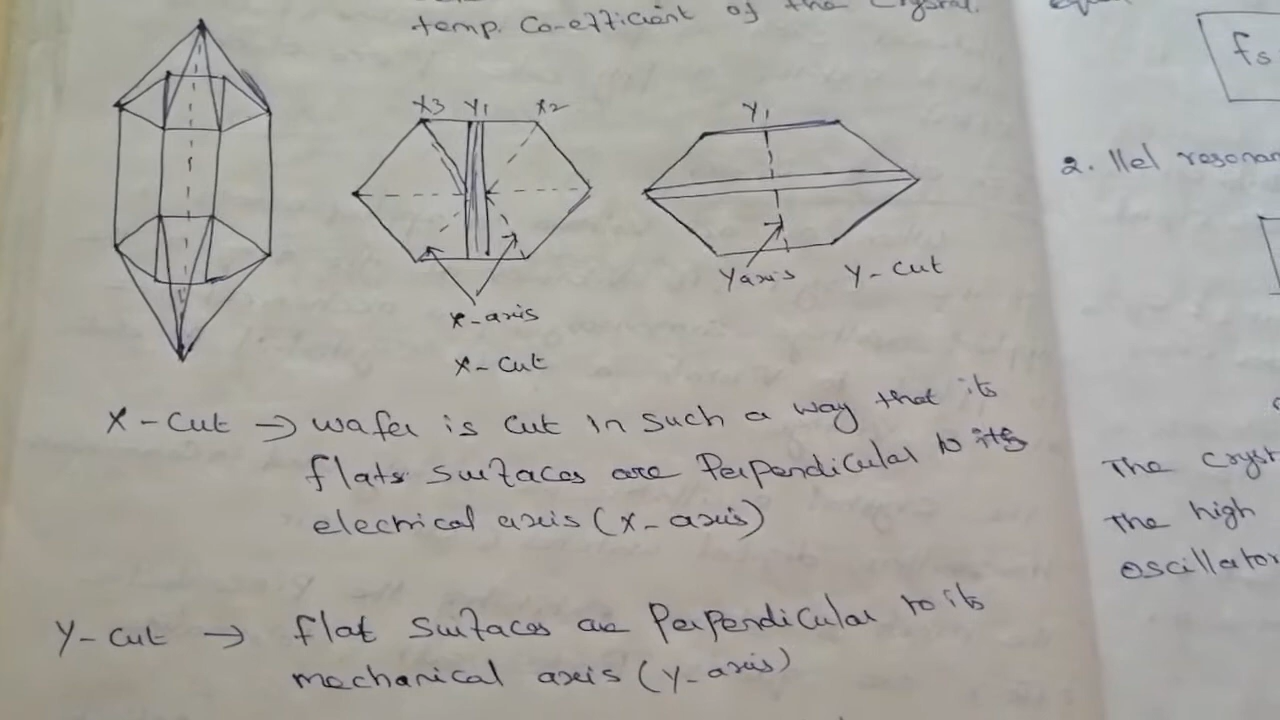 temp. Co-efficient of the Crystal.
X3 Y1 X2
x-axis
X-Cut
Y1
Yaxis Y-Cut
X-Cut → wafer is cut in such a way that its
flats surfaces are Perpendicular to its
electrical axis (x-axis)
Y-Cut → flat surfaces are Perpendicular to its
mechanical axis (y-axis)
fs
2. llel resonan
The Cryst
The high
oscillator